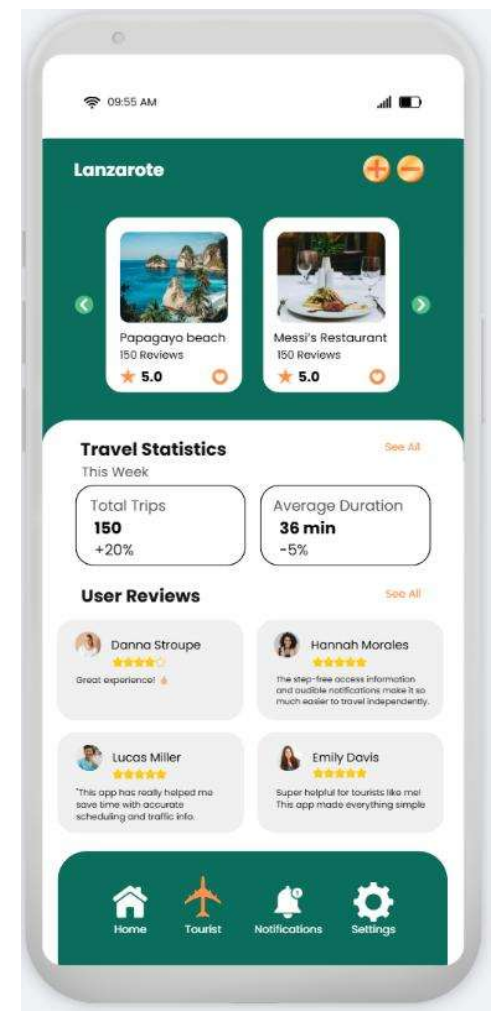 09:55 AM
Lanzarote
Papagayo beach
150 Reviews
5.0
Messi's Restaurant
150 Reviews
5.0
Travel Statistics
See All
This Week
Total Trips
150
+20%
Average Duration
36 min
-5%
User Reviews
See All
Danna Stroupe
Great experience!
Hannah Morales
The step-free access information
and audible notifications make it so
much easier to travel independently.
Lucas Miller
"This app has really helped me
save time with accurate
scheduling and traffic info.
Emily Davis
Super helpful for tourists like me!
This app made everything simple
Home
Tourist
Notifications
Settings